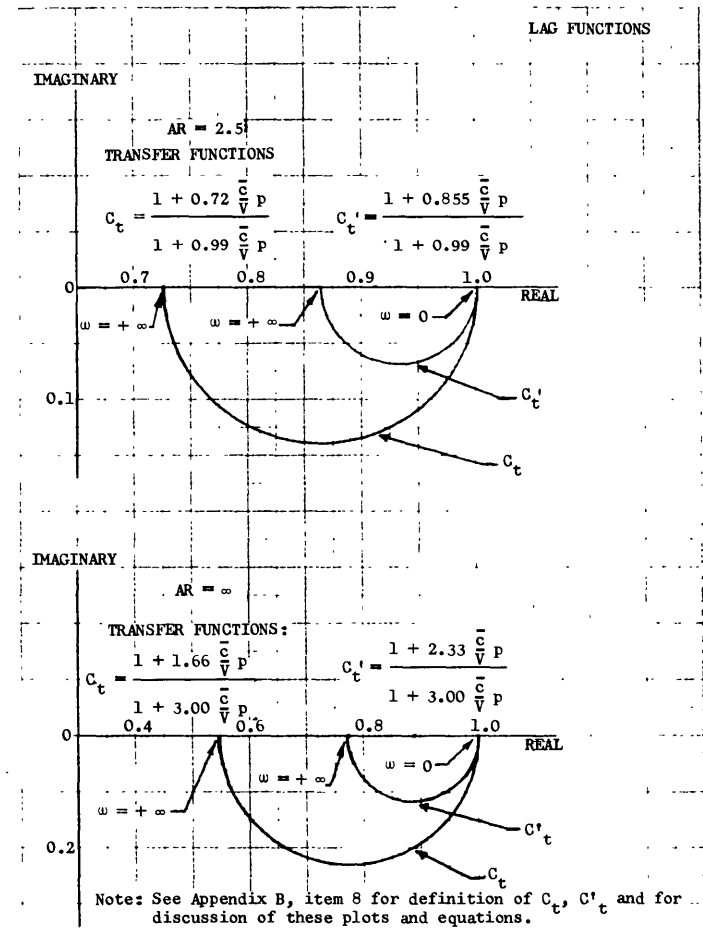 LAG FUNCTIONS
IMAGINARY
AR = 2.5
TRANSFER FUNCTIONS
C_t = (1 + 0.72 c̄/V p) / (1 + 0.99 c̄/V p)
C_t' = (1 + 0.855 c̄/V p) / (1 + 0.99 c̄/V p)
0.7 0.8 0.9 1.0
0 REAL
ω = + ∞ ω = + ∞ ω = 0
0.1
C_t'
C_t
IMAGINARY
AR = ∞
TRANSFER FUNCTIONS:
C_t = (1 + 1.66 c̄/V p) / (1 + 3.00 c̄/V p)
C_t' = (1 + 2.33 c̄/V p) / (1 + 3.00 c̄/V p)
0.4 0.6 0.8 1.0
0 REAL
ω = 0
ω = + ∞
ω = + ∞
C'_t
0.2
C_t
Note: See Appendix B, item 8 for definition of C_t, C'_t and for
discussion of these plots and equations.